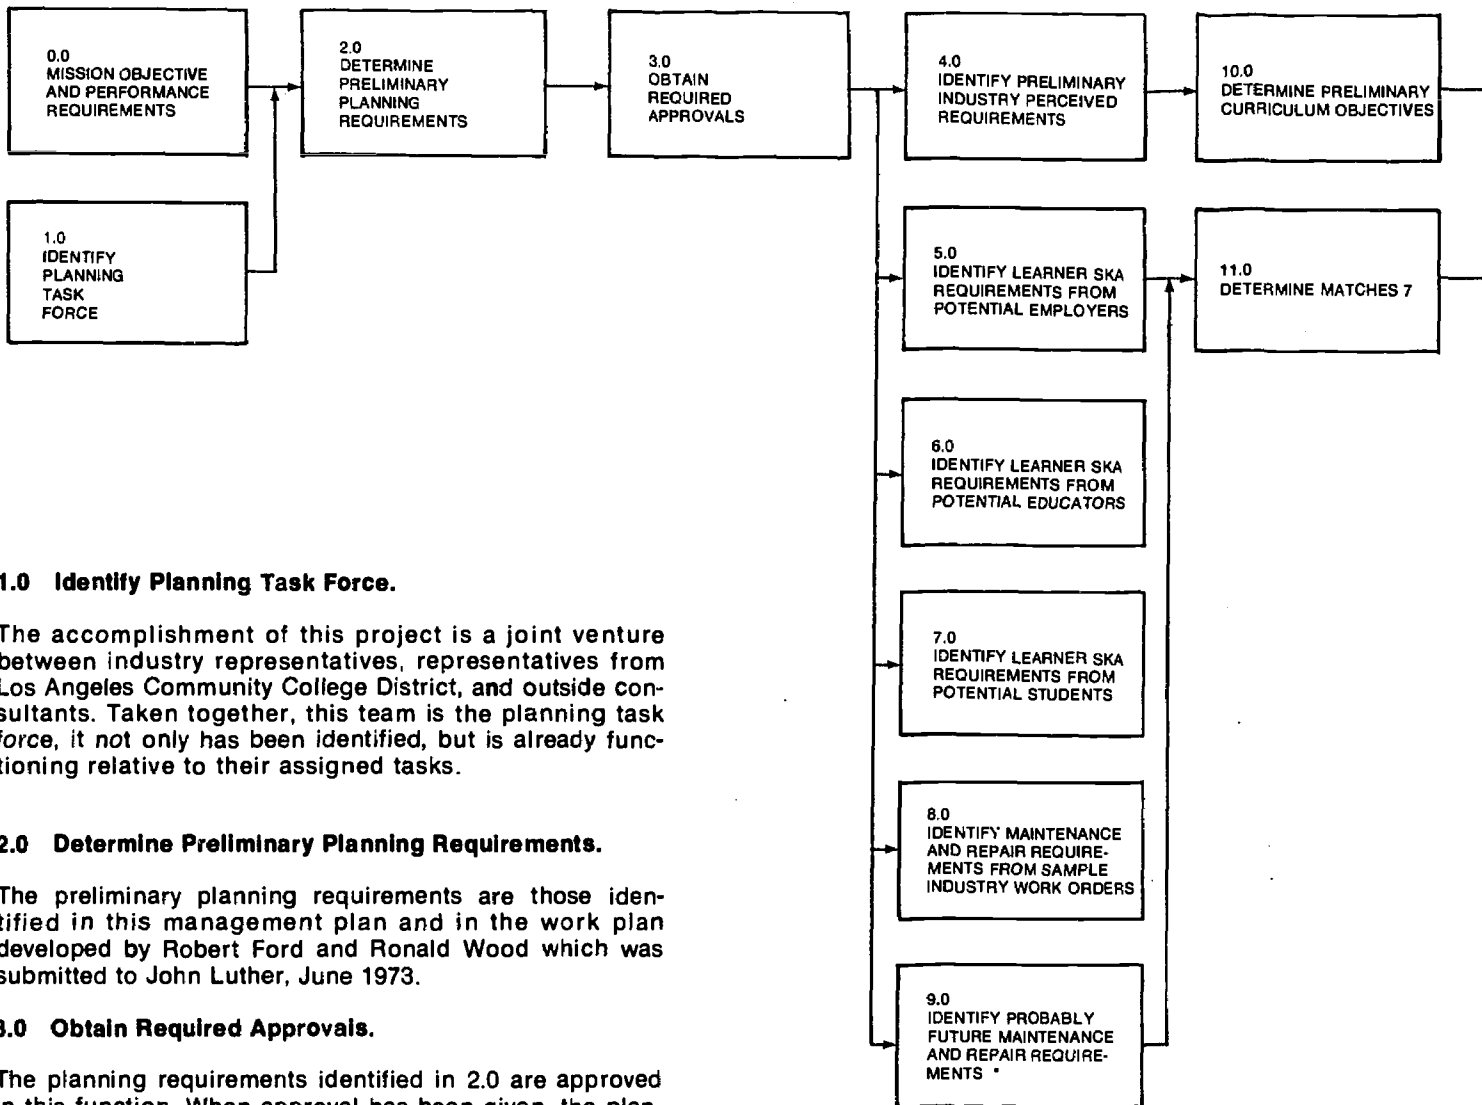 0.0
MISSION OBJECTIVE
AND PERFORMANCE
REQUIREMENTS
2.0
DETERMINE
PRELIMINARY
PLANNING
REQUIREMENTS
3.0
OBTAIN
REQUIRED
APPROVALS
4.0
IDENTIFY PRELIMINARY
INDUSTRY PERCEIVED
REQUIREMENTS
10.0
DETERMINE PRELIMINARY
CURRICULUM OBJECTIVES
1.0
IDENTIFY
PLANNING
TASK
FORCE
5.0
IDENTIFY LEARNER SKA
REQUIREMENTS FROM
POTENTIAL EMPLOYERS
11.0
DETERMINE MATCHES 7
6.0
IDENTIFY LEARNER SKA
REQUIREMENTS FROM
POTENTIAL EDUCATORS
7.0
IDENTIFY LEARNER SKA
REQUIREMENTS FROM
POTENTIAL STUDENTS
8.0
IDENTIFY MAINTENANCE
AND REPAIR REQUIRE-
MENTS FROM SAMPLE
INDUSTRY WORK ORDERS
9.0
IDENTIFY PROBABLY
FUTURE MAINTENANCE
AND REPAIR REQUIRE-
MENTS
1.0 Identify Planning Task Force.
The accomplishment of this project is a joint venture
between industry representatives, representatives from
Los Angeles Community College District, and outside con-
sultants. Taken together, this team is the planning task
force, it not only has been identified, but is already func-
tioning relative to their assigned tasks.
2.0 Determine Preliminary Planning Requirements.
The preliminary planning requirements are those iden-
tified in this management plan and in the work plan
developed by Robert Ford and Ronald Wood which was
submitted to John Luther, June 1973.
3.0 Obtain Required Approvals.
The planning requirements identified in 2.0 are approved
in this function. When approval has been given, the plan-